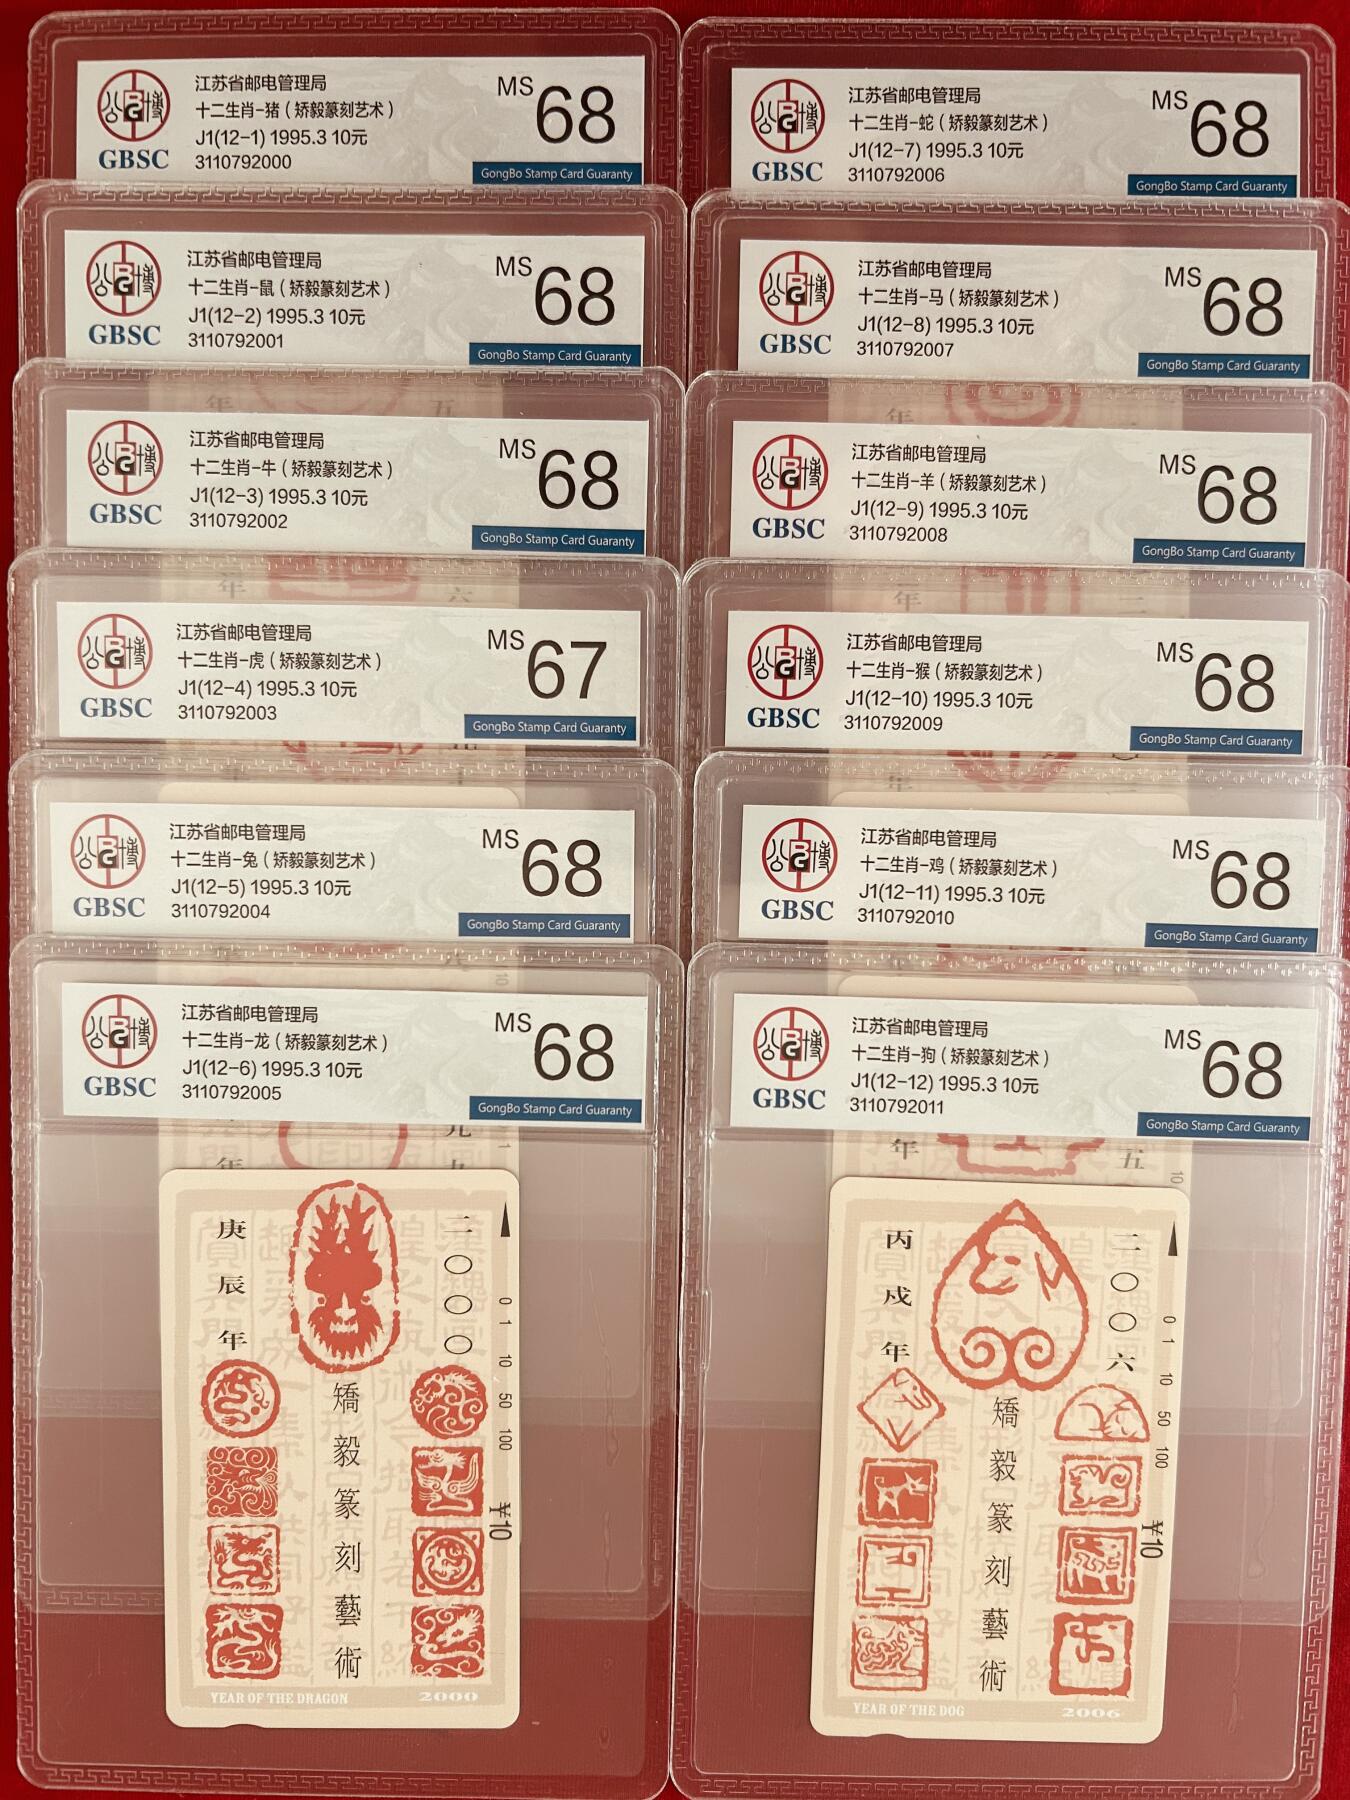 江苏省邮电管理局
十二生肖-猪（矫毅篆刻艺术）
J1(12-1) 1995.3 10元
3110792000
MS 68
GBSC
GongBo Stamp Card Guaranty
江苏省邮电管理局
十二生肖-鼠（矫毅篆刻艺术）
J1(12-2) 1995.3 10元
3110792001
MS 68
GBSC
GongBo Stamp Card Guaranty
江苏省邮电管理局
十二生肖-牛（矫毅篆刻艺术）
J1(12-3) 1995.3 10元
3110792002
MS 68
GBSC
GongBo Stamp Card Guaranty
江苏省邮电管理局
十二生肖-虎（矫毅篆刻艺术）
J1(12-4) 1995.3 10元
3110792003
MS 67
GBSC
GongBo Stamp Card Guaranty
江苏省邮电管理局
十二生肖-兔（矫毅篆刻艺术）
J1(12-5) 1995.3 10元
3110792004
MS 68
GBSC
GongBo Stamp Card Guaranty
江苏省邮电管理局
十二生肖-龙（矫毅篆刻艺术）
J1(12-6) 1995.3 10元
3110792005
MS 68
GBSC
GongBo Stamp Card Guaranty
庚辰年
二〇〇〇
矯毅篆刻藝術
0 1 10 50 100
¥10
YEAR OF THE DRAGON 2000
江苏省邮电管理局
十二生肖-蛇（矫毅篆刻艺术）
J1(12-7) 1995.3 10元
3110792006
MS 68
GBSC
GongBo Stamp Card Guaranty
江苏省邮电管理局
十二生肖-马（矫毅篆刻艺术）
J1(12-8) 1995.3 10元
3110792007
MS 68
GBSC
GongBo Stamp Card Guaranty
江苏省邮电管理局
十二生肖-羊（矫毅篆刻艺术）
J1(12-9) 1995.3 10元
3110792008
MS 68
GBSC
GongBo Stamp Card Guaranty
江苏省邮电管理局
十二生肖-猴（矫毅篆刻艺术）
J1(12-10) 1995.3 10元
3110792009
MS 68
GBSC
GongBo Stamp Card Guaranty
江苏省邮电管理局
十二生肖-鸡（矫毅篆刻艺术）
J1(12-11) 1995.3 10元
3110792010
MS 68
GBSC
GongBo Stamp Card Guaranty
江苏省邮电管理局
十二生肖-狗（矫毅篆刻艺术）
J1(12-12) 1995.3 10元
3110792011
MS 68
GBSC
GongBo Stamp Card Guaranty
丙戌年
二〇〇六
矯毅篆刻藝術
0 1 10 50 100
¥10
YEAR OF THE DOG 2006